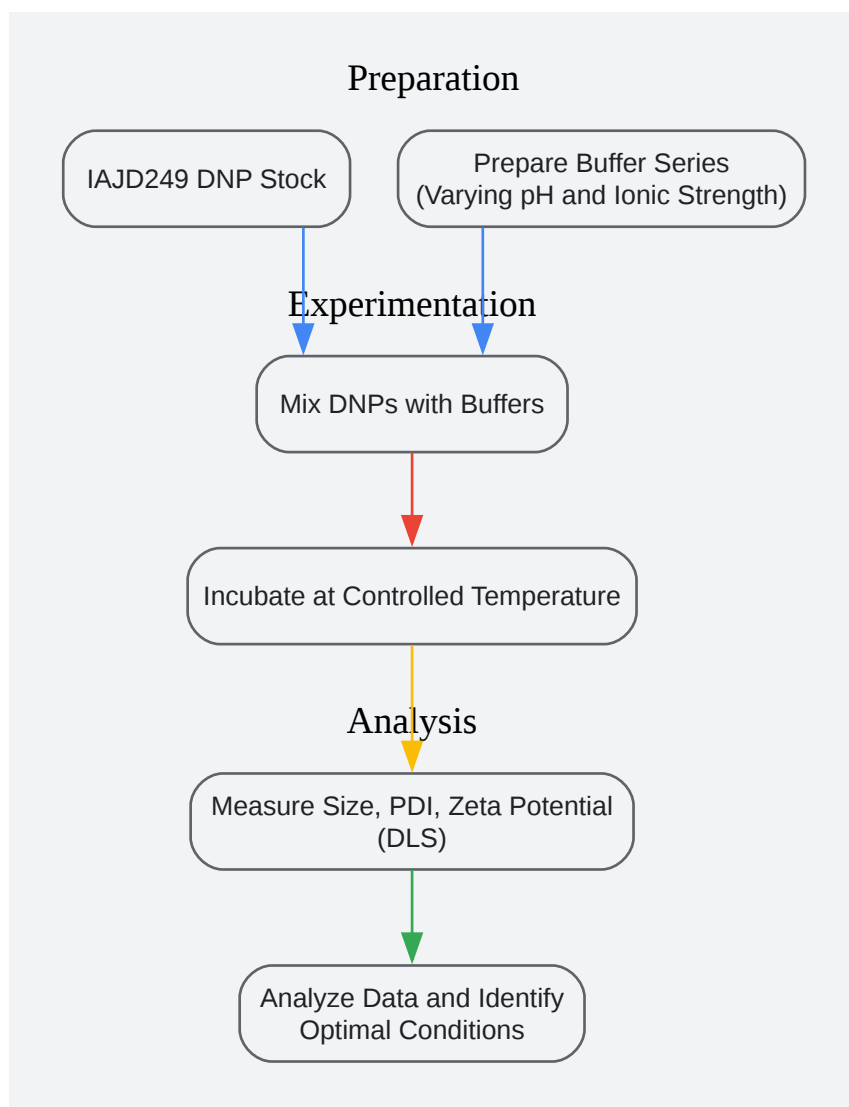 Preparation
IAJD249 DNP Stock
Prepare Buffer Series
(Varying pH and Ionic Strength)
Experimentation
Mix DNPs with Buffers
Incubate at Controlled Temperature
Analysis
Measure Size, PDI, Zeta Potential
(DLS)
Analyze Data and Identify
Optimal Conditions